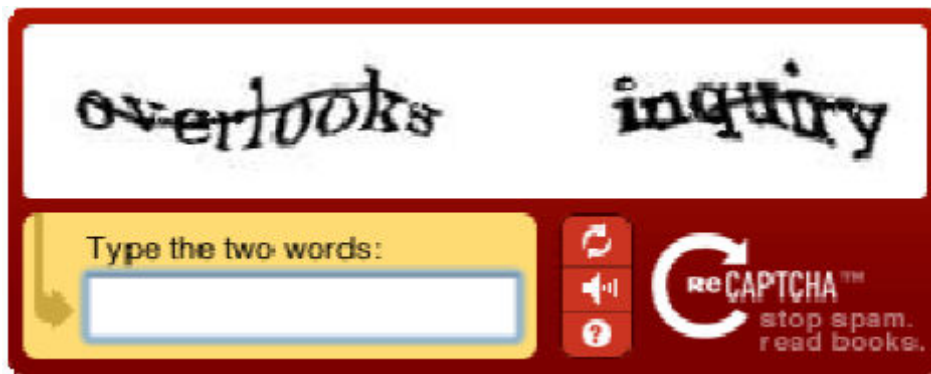 overlooks inquiry
Type the two words:
reCAPTCHA™
stop spam.
read books.